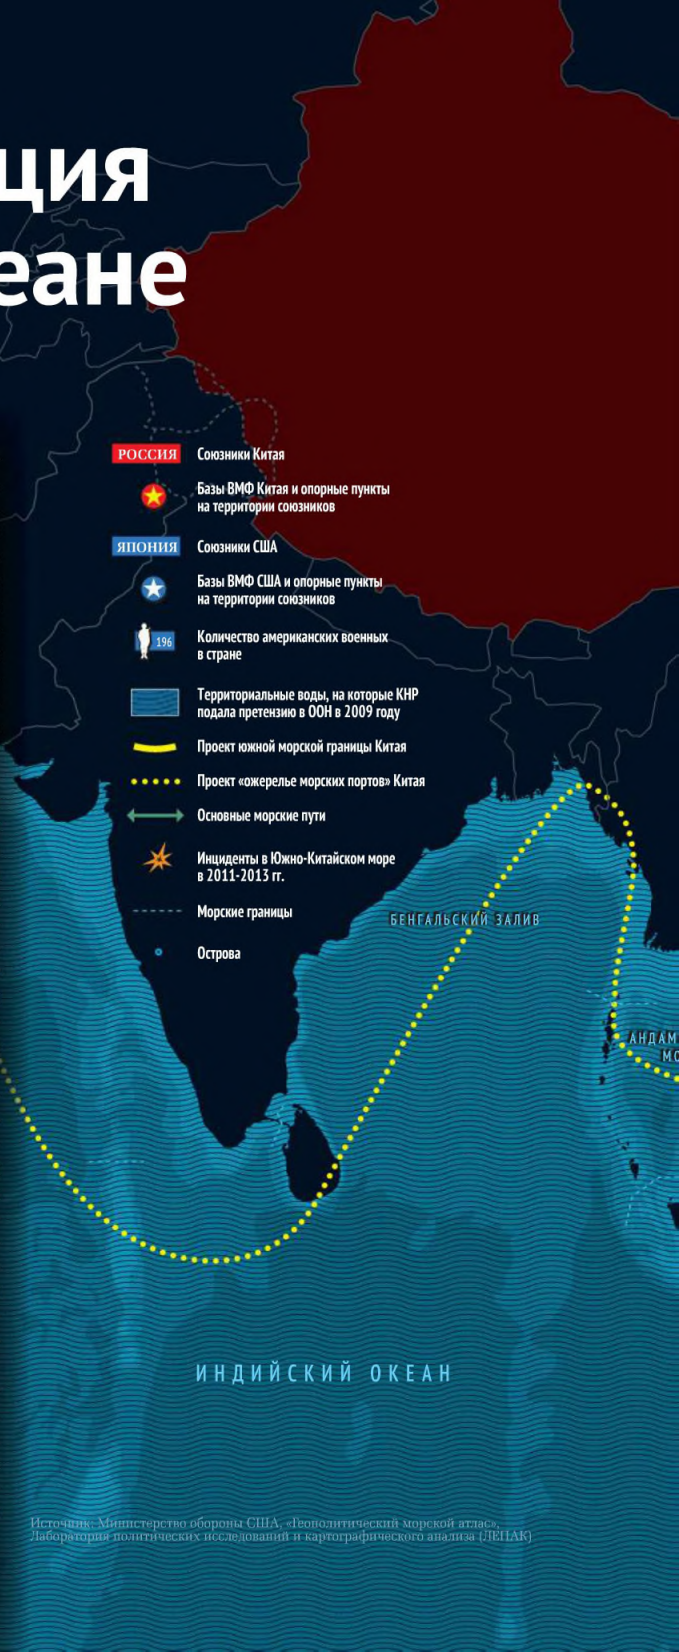 ция
еане
РОССИЯ
Союзники Китая
Базы ВМФ Китая и опорные пункты
на территории союзников
ЯПОНИЯ
Союзники США
Базы ВМФ США и опорные пункты
на территории союзников
196
Количество американских военных
в стране
Территориальные воды, на которые КНР
подала претензию в ООН в 2009 году
Проект южной морской границы Китая
Проект «ожерелье морских портов» Китая
Основные морские пути
Инциденты в Южно-Китайском море
в 2011-2013 гг.
Морские границы
Острова
БЕНГАЛЬСКИЙ ЗАЛИВ
АНДАМ
МО
ИНДИЙСКИЙ ОКЕАН
Источник: Министерство обороны США, «Геополитический морской атлас»,
Лаборатория политических исследований и картографического анализа (ЛЕПАК)